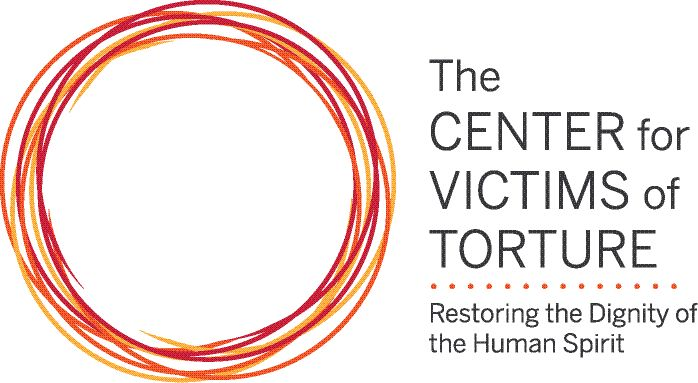 The
CENTER for
VICTIMS of
TORTURE
Restoring the Dignity of
the Human Spirit